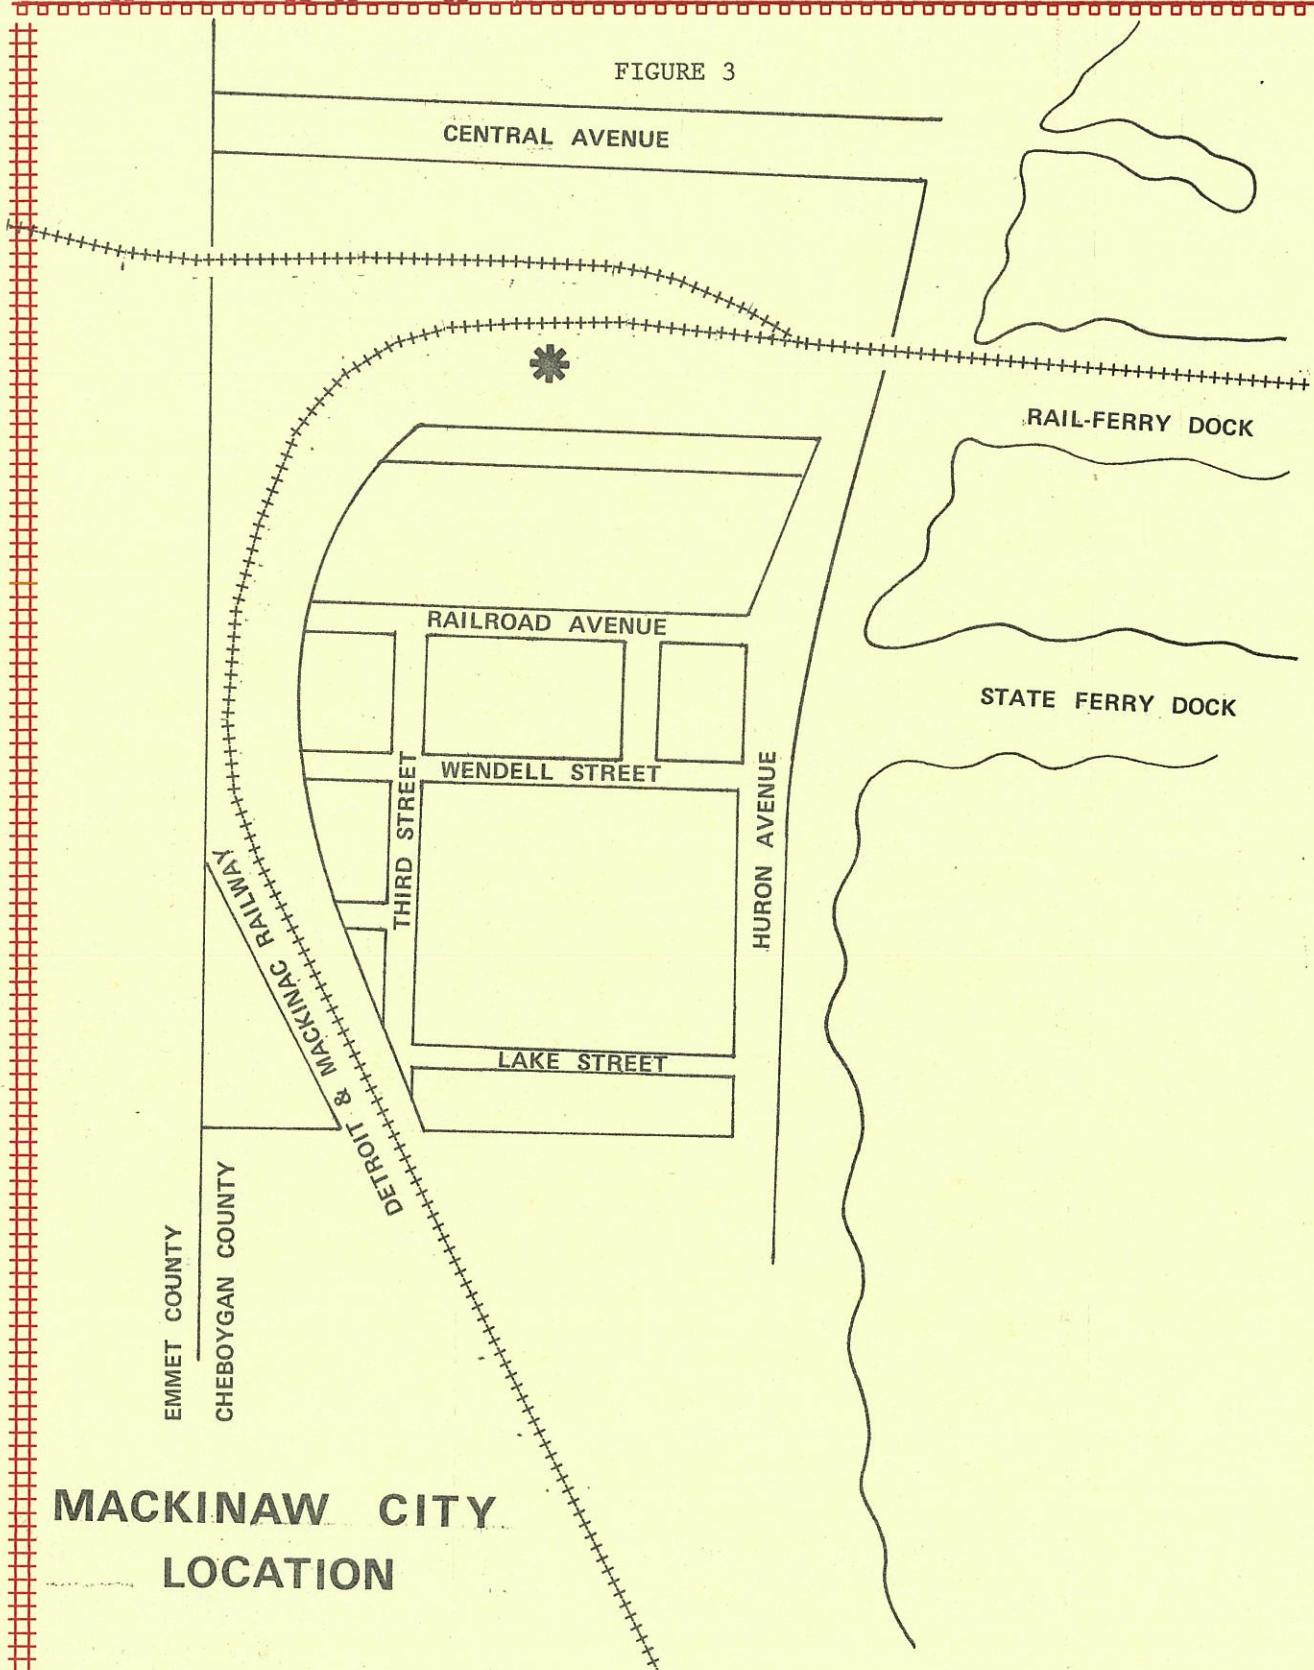 FIGURE 3
CENTRAL AVENUE
RAIL-FERRY DOCK
RAILROAD AVENUE
STATE FERRY DOCK
WENDELL STREET
THIRD STREET
HURON AVENUE
DETROIT & MACKINAC RAILWAY
LAKE STREET
EMMET COUNTY
CHEBOYGAN COUNTY
MACKINAW CITY
LOCATION